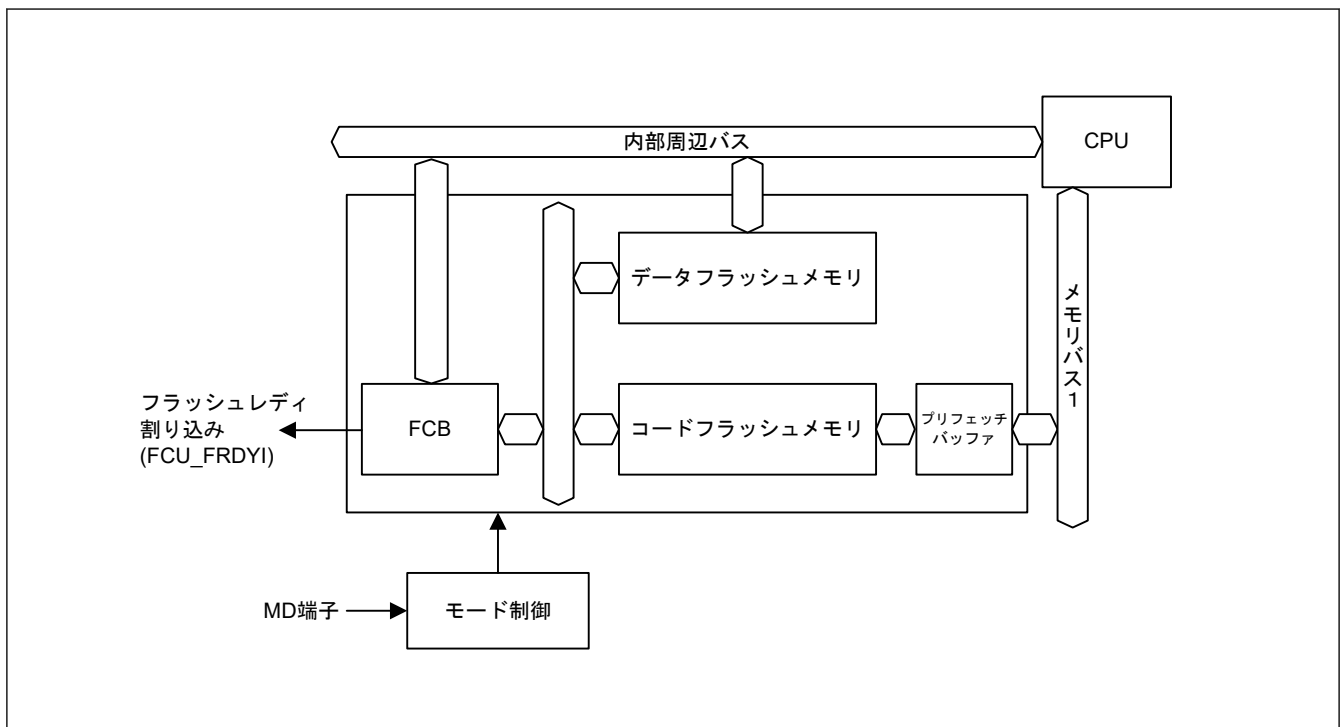 内部周辺バス
CPU
データフラッシュメモリ
メモリバス1
フラッシュレディ
割り込み
(FCU_FRDYI)
FCB
コードフラッシュメモリ
プリフェッチ
バッファ
MD端子
モード制御